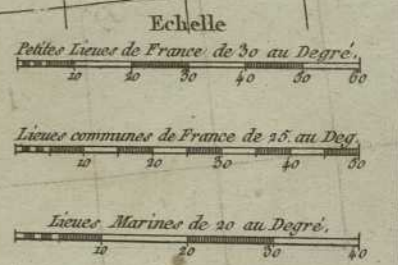 Echelle
Petites Lieues de France de 30 au Degré.
10 20 30 40 50 60
Lieues communes de France de 25. au Deg.
10 20 30 40 50
Lieues Marines de 20 au Degré.
10 20 30 40